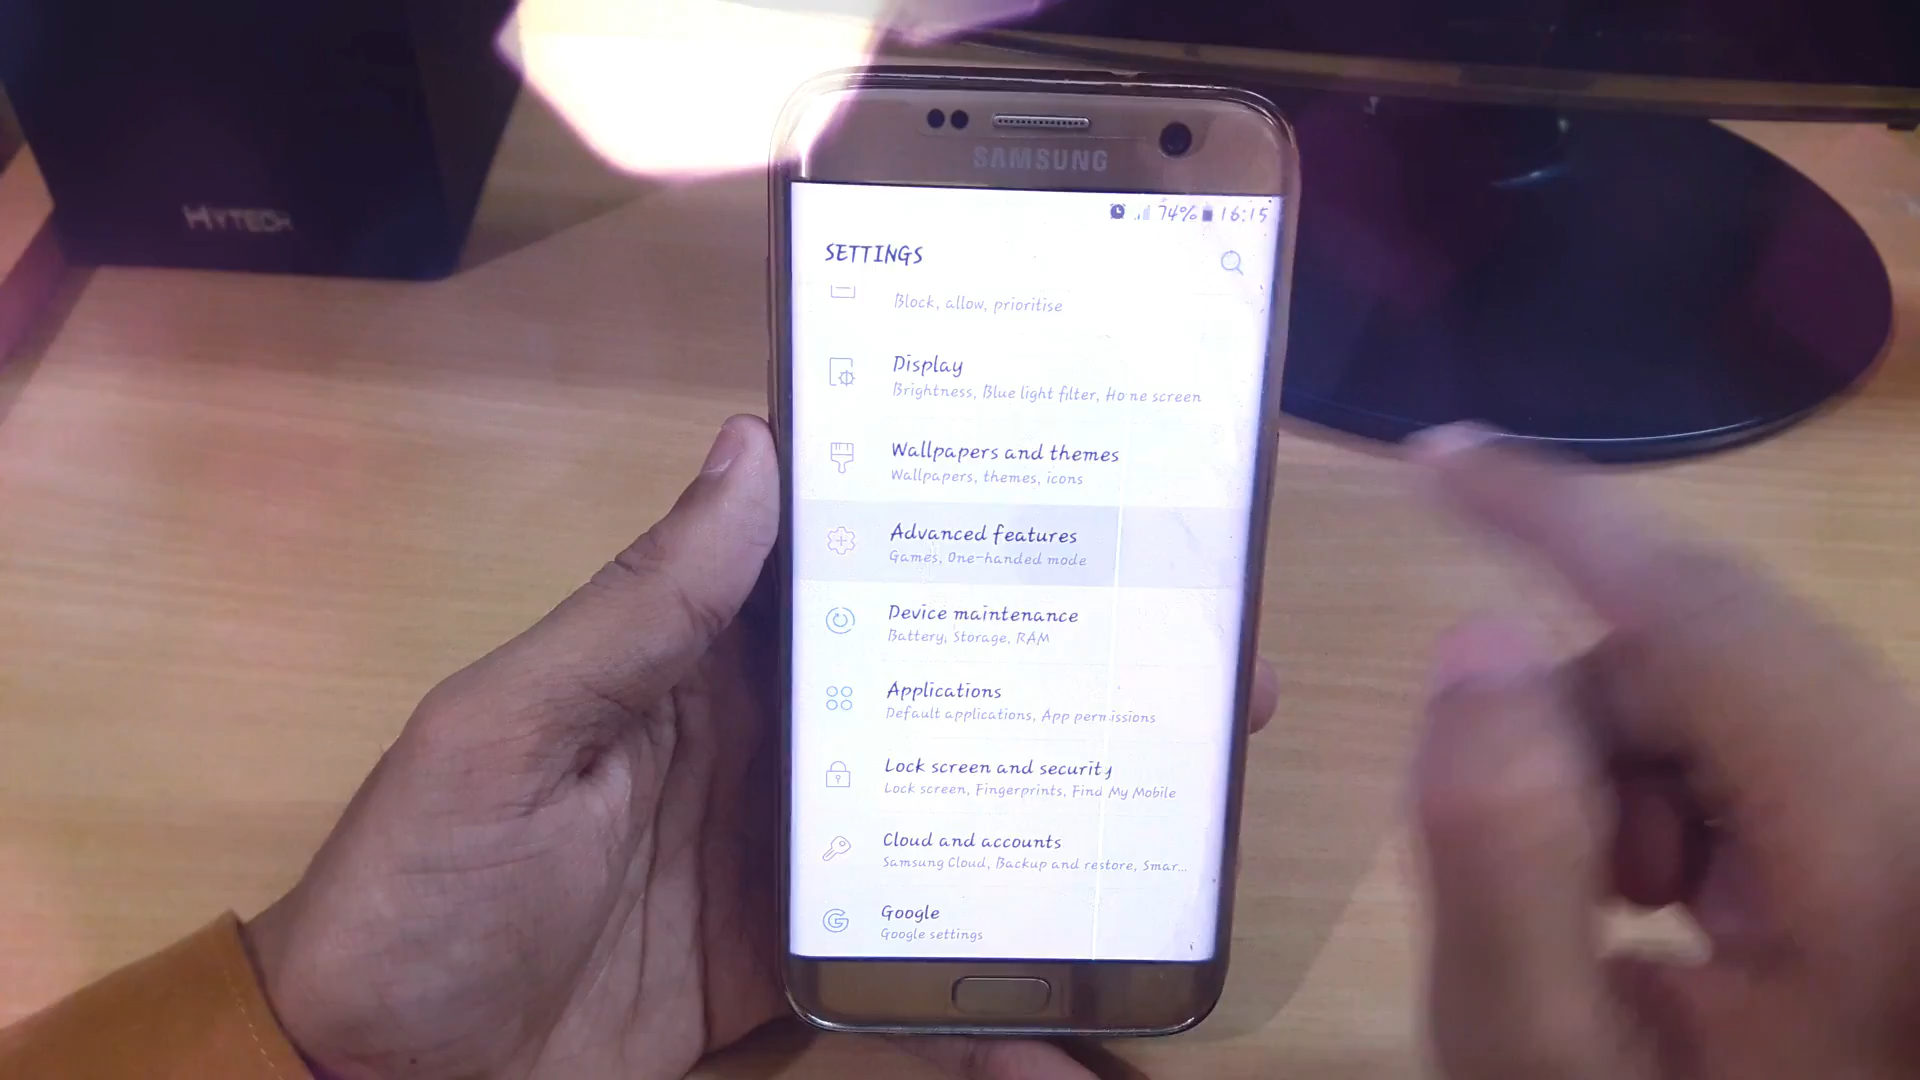 HYTECH
SAMSUNG
74% 16:15
SETTINGS
Block, allow, prioritise
Display
Brightness, Blue light filter, Home screen
Wallpapers and themes
Wallpapers, themes, icons
Advanced features
Games, One-handed mode
Device maintenance
Battery, Storage, RAM
Applications
Default applications, App permissions
Lock screen and security
Lock screen, Fingerprints, Find My Mobile
Cloud and accounts
Samsung Cloud, Backup and restore, Smar...
Google
Google settings